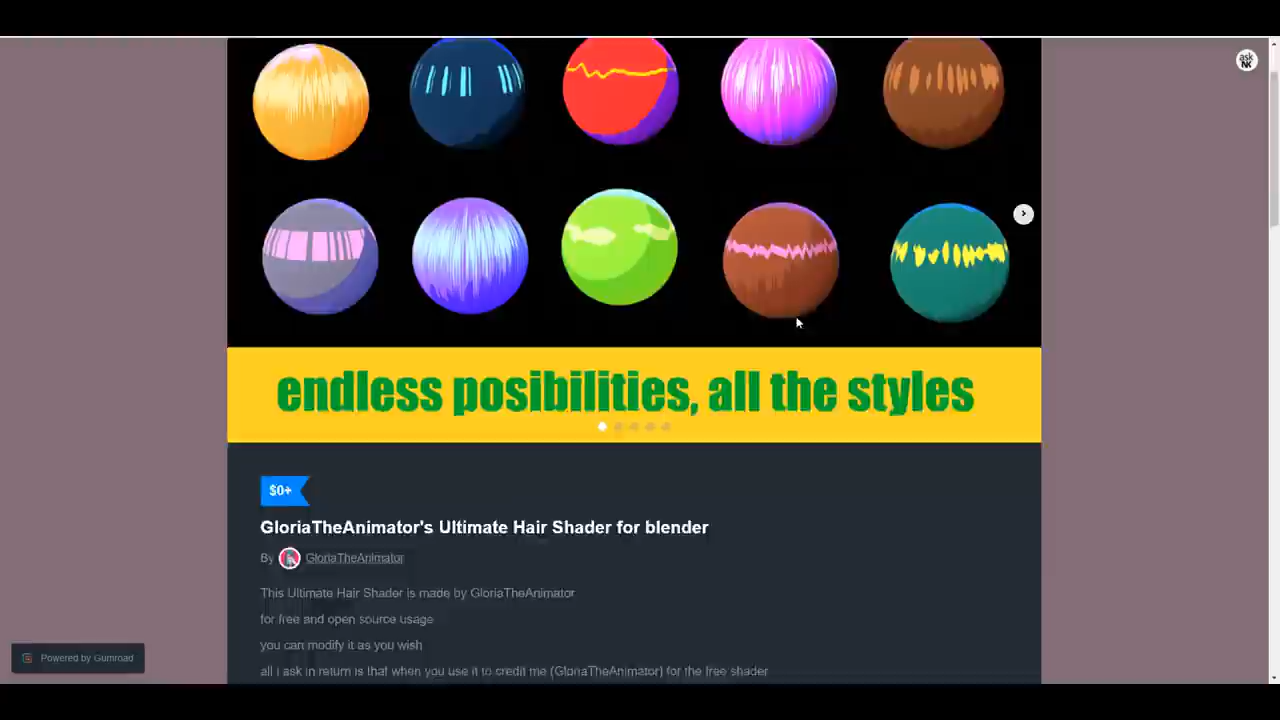 ask
NK
endless posibilities, all the styles
$0+
GloriaTheAnimator's Ultimate Hair Shader for blender
By GloriaTheAnimator
This Ultimate Hair Shader is made by GloriaTheAnimator
for free and open source usage
you can modify it as you wish
all i ask in return is that when you use it to credit me (GloriaTheAnimator) for the free shader
Powered by Gumroad